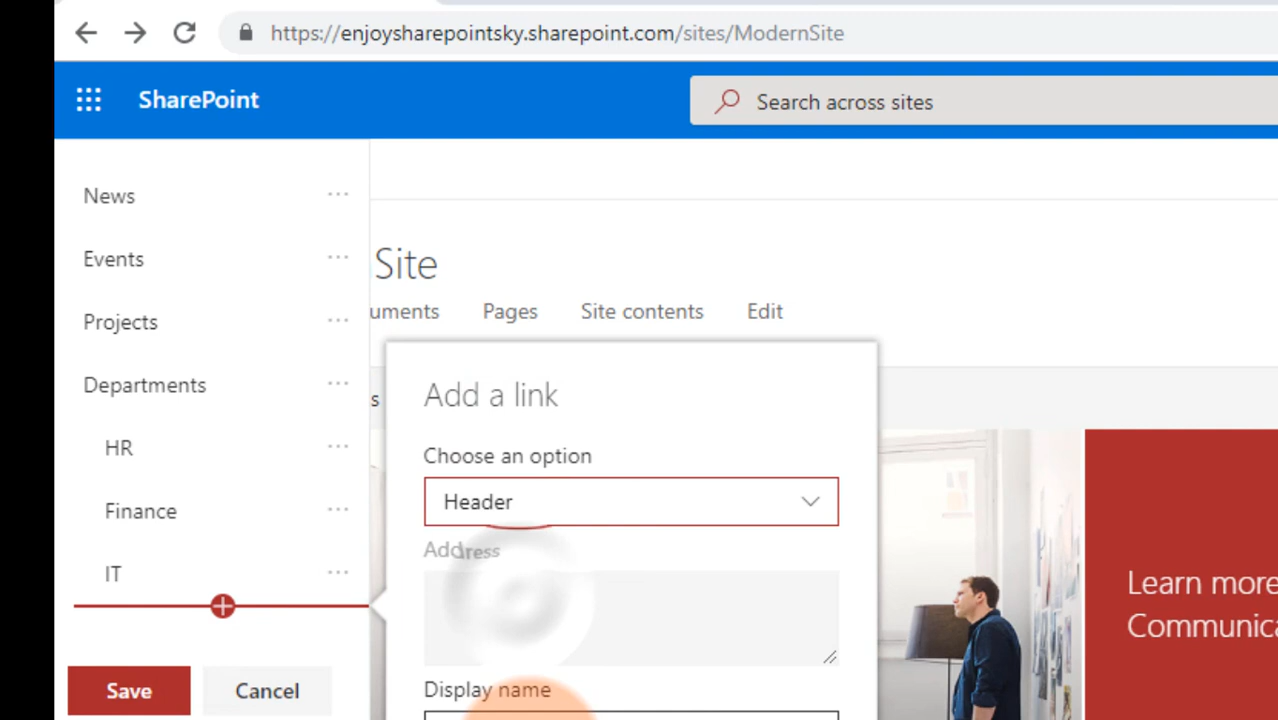 https://enjoysharepointsky.sharepoint.com/sites/ModernSite
SharePoint
Search across sites
News
Events
Projects
Departments
HR
Finance
IT
Save
Cancel
Site
uments
Pages
Site contents
Edit
s
Add a link
Choose an option
Header
Address
Display name
Learn more
Communica